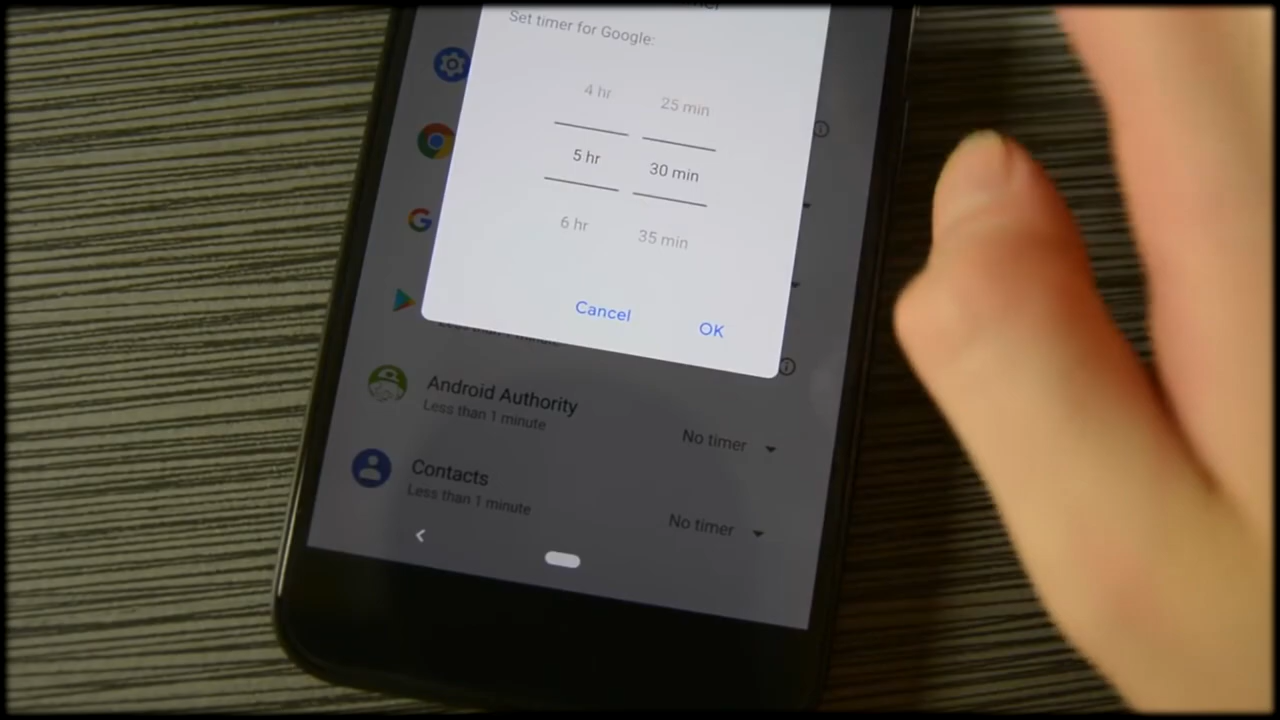 Set timer for Google:
4 hr 25 min
5 hr 30 min
6 hr 35 min
Cancel OK
Android Authority
Less than 1 minute
No timer
Contacts
Less than 1 minute
No timer